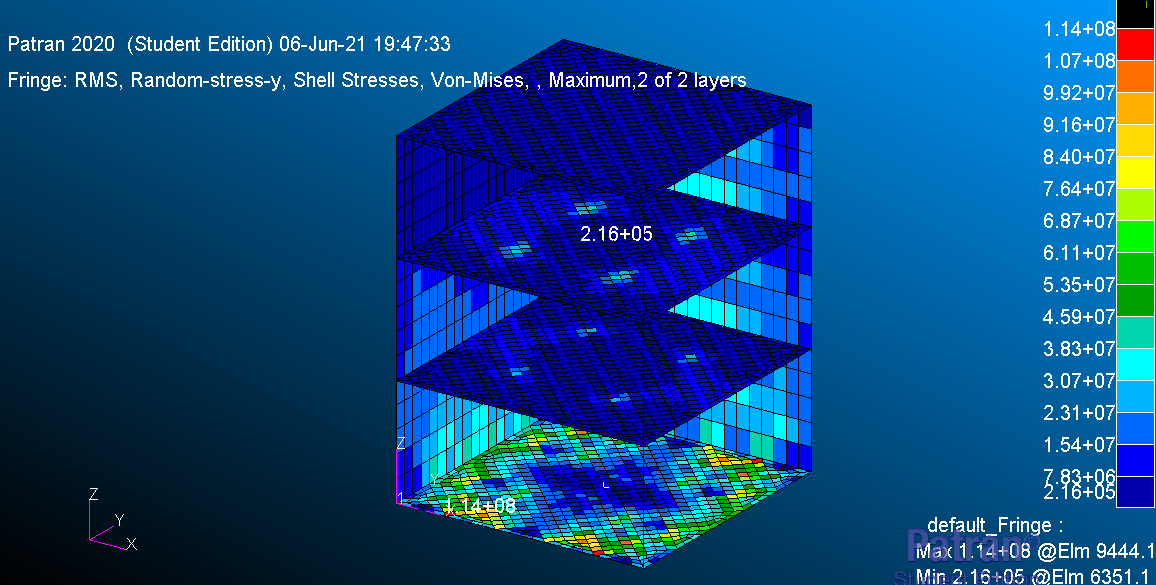 Patran 2020 (Student Edition) 06-Jun-21 19:47:33
Fringe: RMS, Random-stress-y, Shell Stresses, Von-Mises, , Maximum,2 of 2 layers
1.14+08
1.07+08
9.92+07
9.16+07
8.40+07
7.64+07
6.87+07
6.11+07
5.35+07
4.59+07
3.83+07
3.07+07
2.31+07
1.54+07
7.83+06
2.16+05
2.16+05
Z
Y
1
1.14+08
Z
Y
X
default_Fringe :
Patran
Max 1.14+08 @Elm 9444.1
Min 2.16+05 @Elm 6351.1